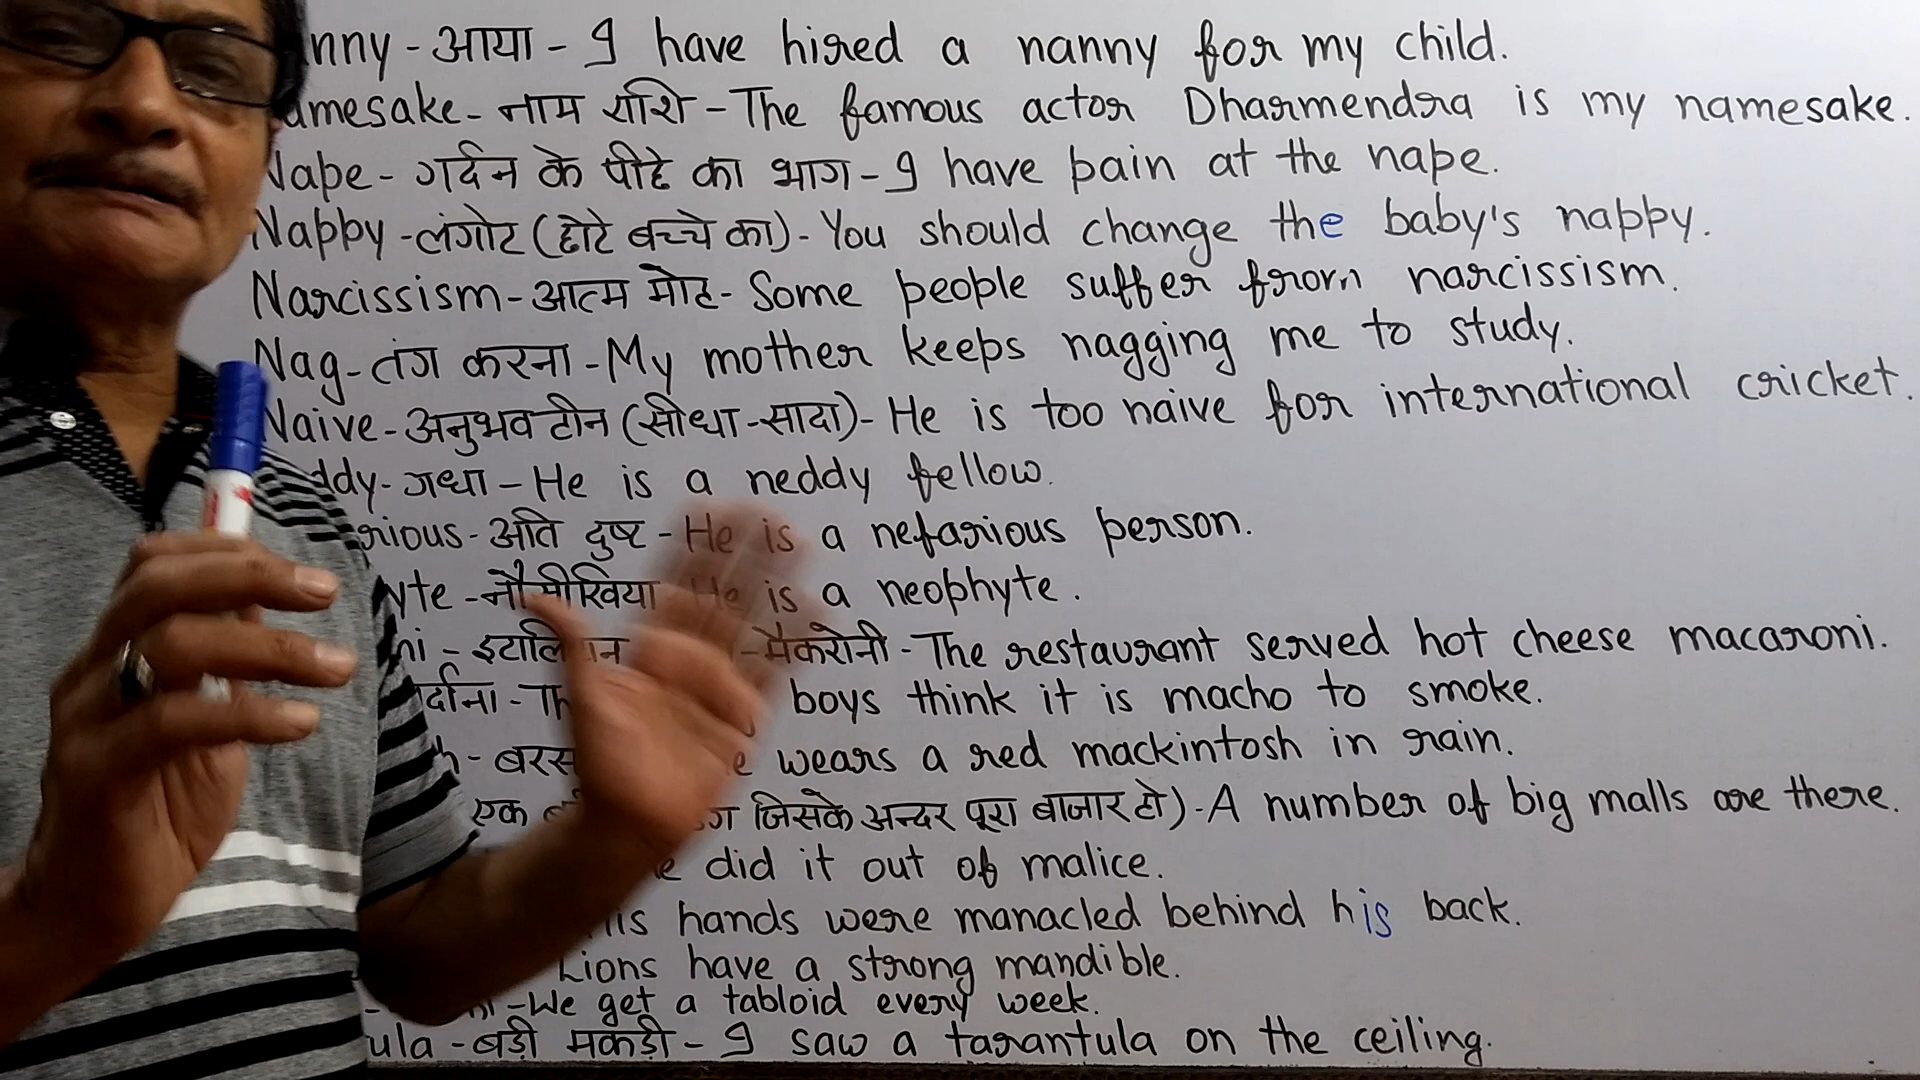 nny - आया - I have hired a nanny for my child.
amesake - नाम राशि - The famous actor Dharmendra is my namesake.
Nape - गर्दन के पीछे का भाग - I have pain at the nape.
Nappy - लंगोट (छोटे बच्चे का) - You should change the baby's nappy.
Narcissism - आत्म मोह - Some people suffer from narcissism.
Nag - तंग करना - My mother keeps nagging me to study.
Naive - अनुभव हीन (सीधा-सादा) - He is too naive for international cricket.
ddy - गधा - He is a neddy fellow.
rious - अति दुष्ट - He is a nefarious person.
yte - नौसीखिया He is a neophyte.
ni - इटालियन - मैकरोनी - The restaurant served hot cheese macaroni.
र्दाना - Th boys think it is macho to smoke.
h - बरस e wears a red mackintosh in rain.
एक ग जिसके अन्दर पूरा बाजार हो) - A number of big malls are there.
e did it out of malice.
His hands were manacled behind his back.
Lions have a strong mandible.
- We get a tabloid every week.
ula - बड़ी मकड़ी - I saw a tarantula on the ceiling.